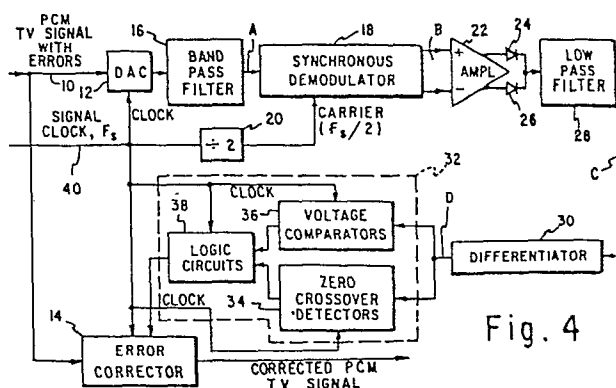 PCM
TV SIGNAL
WITH
ERRORS
10
DAC
12
16
BAND
PASS
FILTER
A
18
SYNCHRONOUS
DEMODULATOR
B
22
+
AMPL
−
24
26
LOW
PASS
FILTER
28
SIGNAL
CLOCK, Fs
40
CLOCK
÷ 2
20
CARRIER
(Fs/2)
32
C
CLOCK
38
LOGIC
CIRCUITS
36
VOLTAGE
COMPARATORS
D
30
DIFFERENTIATOR
ZERO
CROSSOVER
DETECTORS
34
CLOCK
14
ERROR
CORRECTOR
CORRECTED PCM
TV SIGNAL
Fig. 4